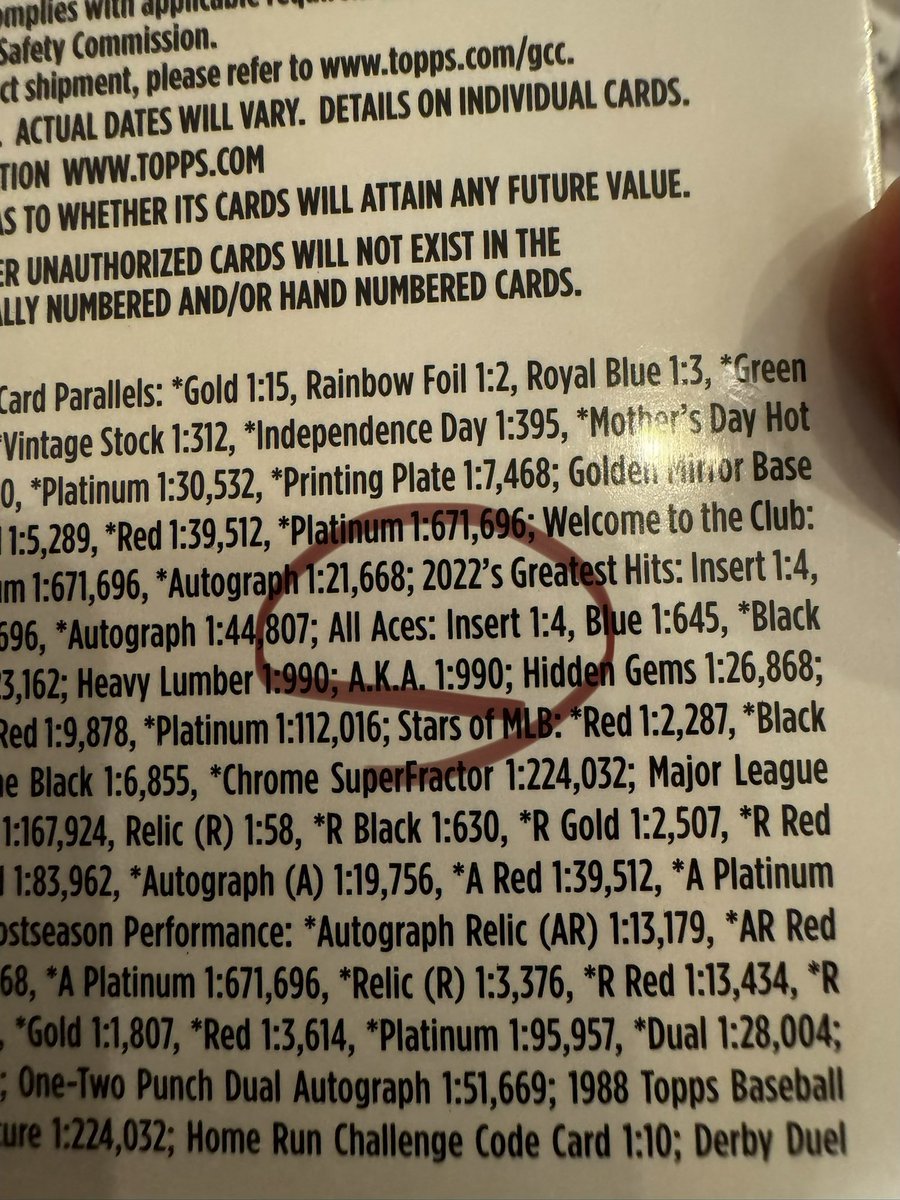 omplies with applicable require
Safety Commission.
ct shipment, please refer to www.topps.com/gcc.
. ACTUAL DATES WILL VARY. DETAILS ON INDIVIDUAL CARDS.
TION WWW.TOPPS.COM
AS TO WHETHER ITS CARDS WILL ATTAIN ANY FUTURE VALUE.
ER UNAUTHORIZED CARDS WILL NOT EXIST IN THE
ALLY NUMBERED AND/OR HAND NUMBERED CARDS.
Card Parallels: *Gold 1:15, Rainbow Foil 1:2, Royal Blue 1:3, *Green
*Vintage Stock 1:312, *Independence Day 1:395, *Mother's Day Hot
0, *Platinum 1:30,532, *Printing Plate 1:7,468; Golden Mirror Base
1:5,289, *Red 1:39,512, *Platinum 1:671,696; Welcome to the Club:
um 1:671,696, *Autograph 1:21,668; 2022's Greatest Hits: Insert 1:4,
696, *Autograph 1:44,807; All Aces: Insert 1:4, Blue 1:645, *Black
23,162; Heavy Lumber 1:990; A.K.A. 1:990; Hidden Gems 1:26,868;
Red 1:9,878, *Platinum 1:112,016; Stars of MLB: *Red 1:2,287, *Black
ne Black 1:6,855, *Chrome SuperFractor 1:224,032; Major League
1:167,924, Relic (R) 1:58, *R Black 1:630, *R Gold 1:2,507, *R Red
1:83,962, *Autograph (A) 1:19,756, *A Red 1:39,512, *A Platinum
ostseason Performance: *Autograph Relic (AR) 1:13,179, *AR Red
68, *A Platinum 1:671,696, *Relic (R) 1:3,376, *R Red 1:13,434, *R
, *Gold 1:1,807, *Red 1:3,614, *Platinum 1:95,957, *Dual 1:28,004;
; One-Two Punch Dual Autograph 1:51,669; 1988 Topps Baseball
ture 1:224,032; Home Run Challenge Code Card 1:10; Derby Duel